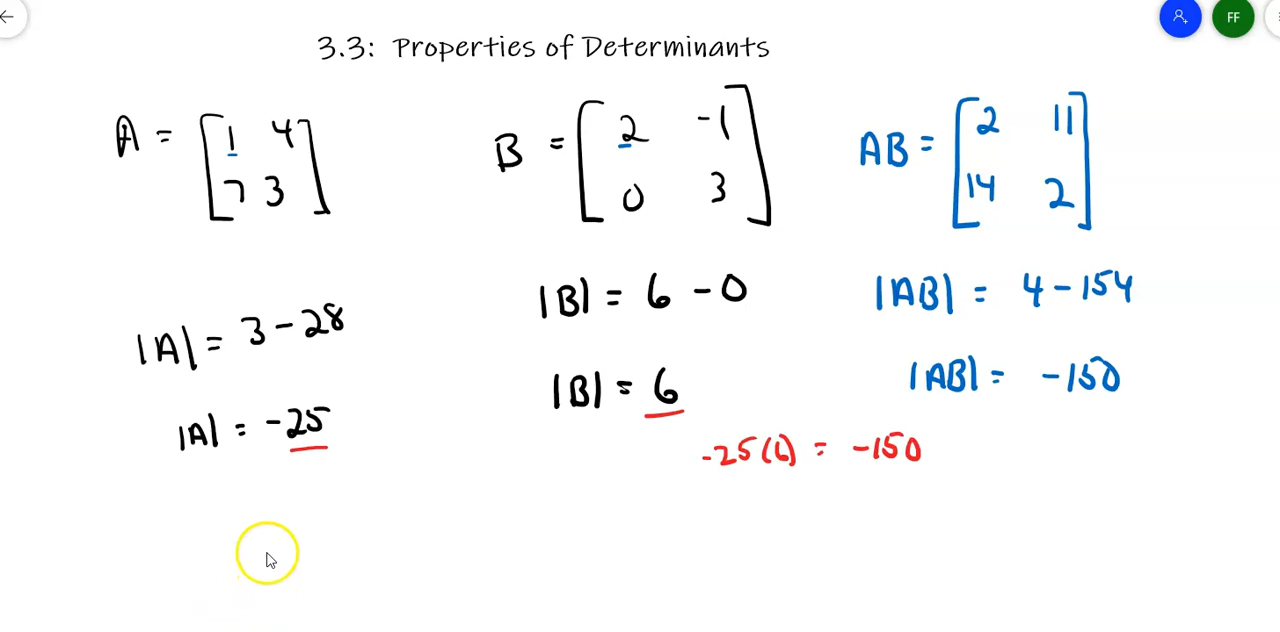 FF
3.3: Properties of Determinants
A = [1 4
7 3]
|A| = 3 - 28
|A| = -25
B = [2 -1
0 3]
|B| = 6 - 0
|B| = 6
-25(6) = -150
AB = [2 11
14 2]
|AB| = 4 - 154
|AB| = -150